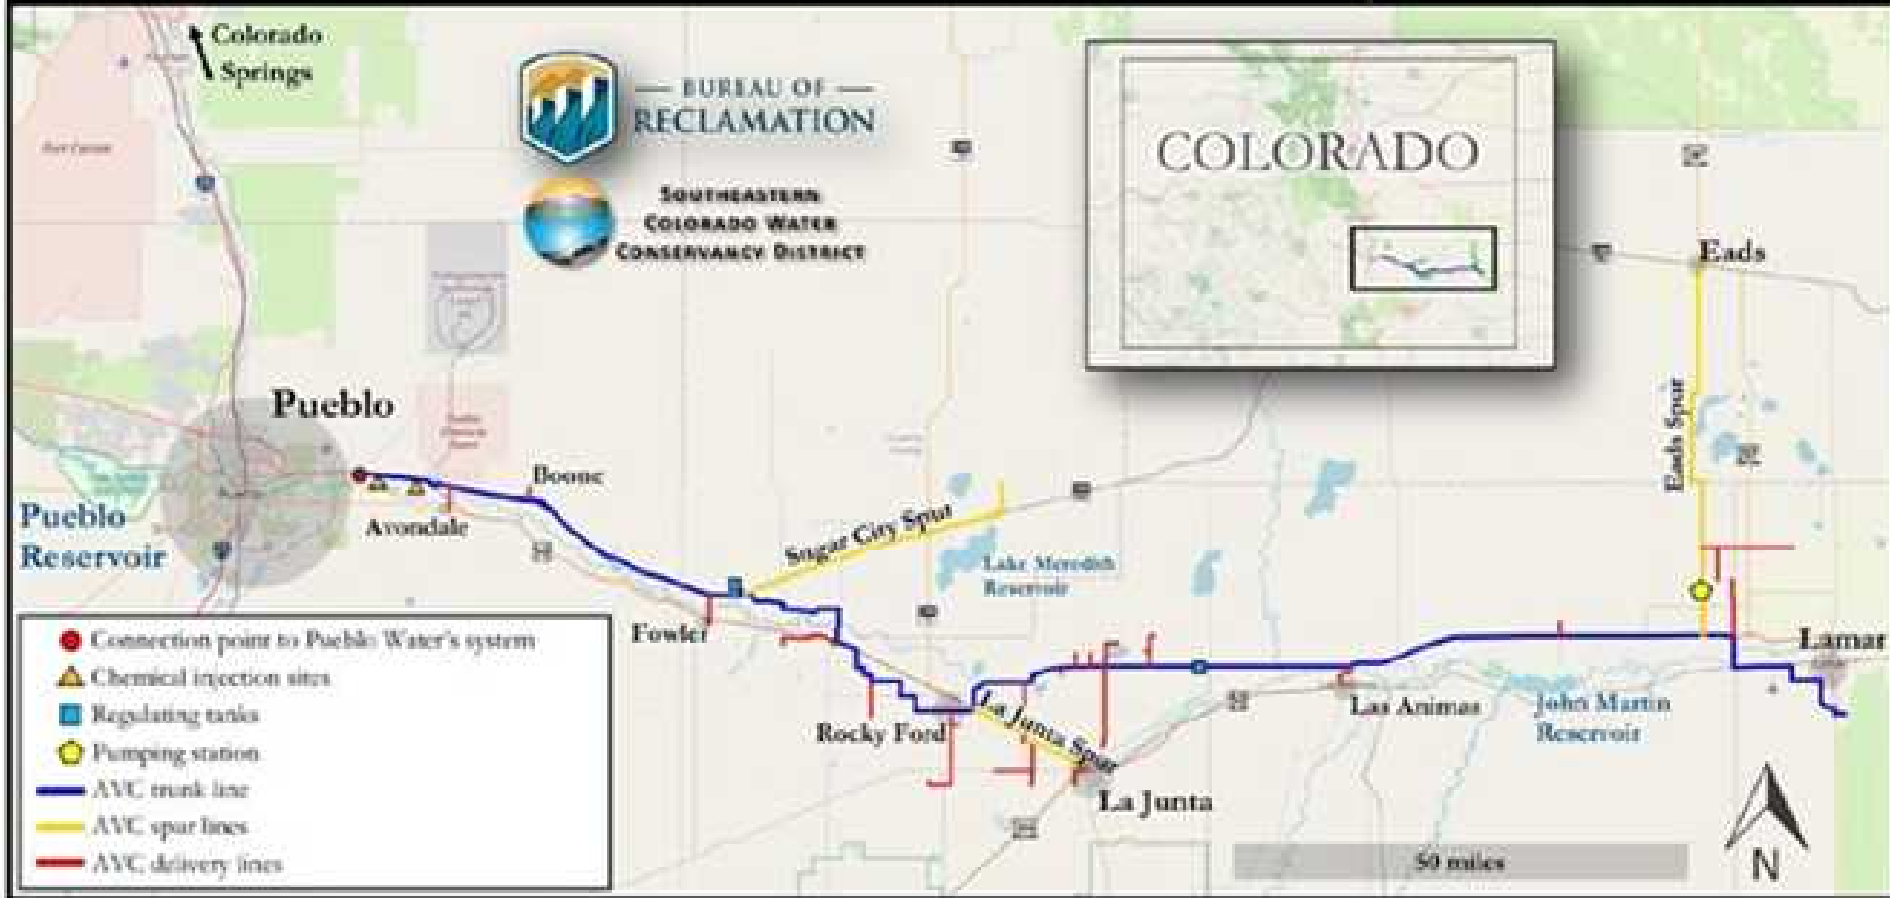 Colorado
Springs
BUREAU OF
RECLAMATION
SOUTHEASTERN
COLORADO WATER
CONSERVANCY DISTRICT
COLORADO
Fort Carson
Eads
Eads Spur
Pueblo
Boone
Avondale
Pueblo
Reservoir
Sugar City Spur
Lake Meredith
Reservoir
Fowler
Lamar
Rocky Ford
La Junta Spur
Las Animas
John Martin
Reservoir
La Junta
Connection point to Pueblo Water's system
Chemical injection sites
Regulating tanks
Pumping station
AVC trunk line
AVC spur lines
AVC delivery lines
50 miles
N